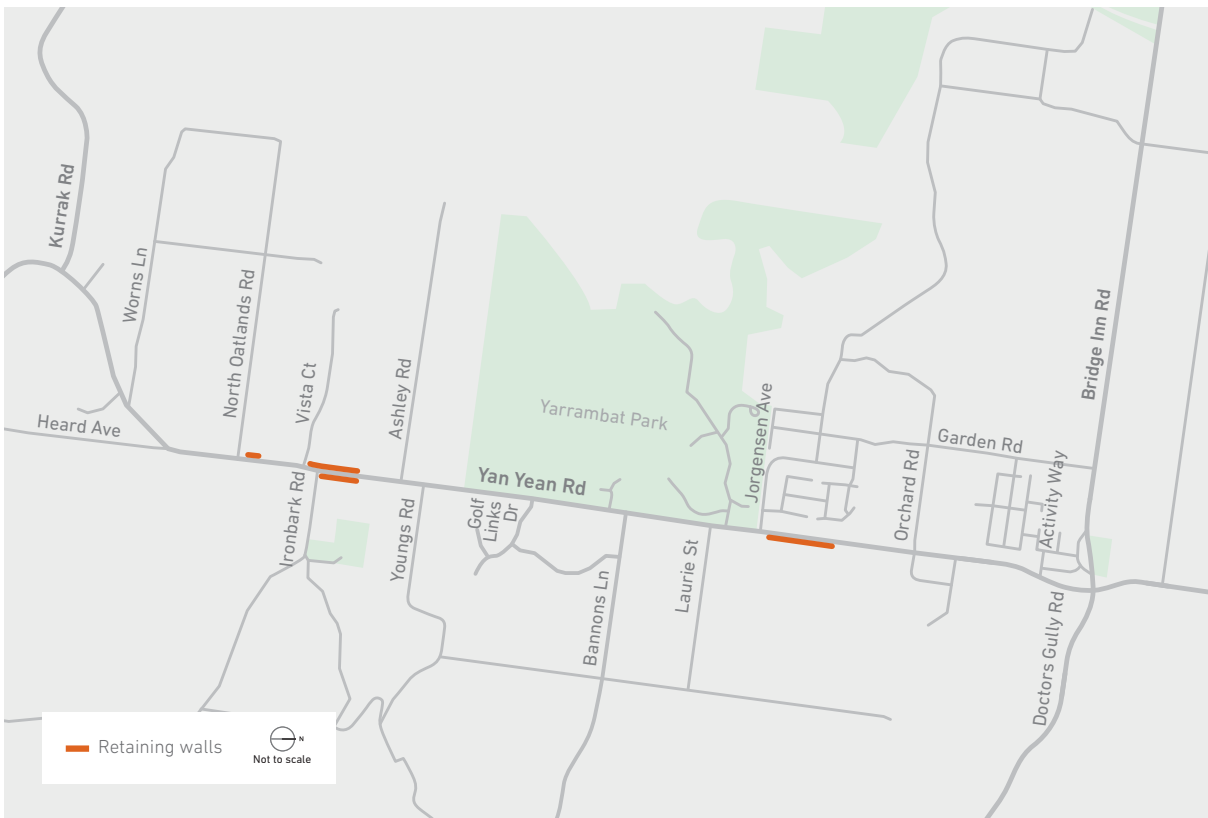 Kurrak Rd
Worns Ln
North Oatlands Rd
Vista Ct
Ashley Rd
Heard Ave
Yarrambat Park
Jorgensen Ave
Garden Rd
Bridge Inn Rd
Yan Yean Rd
Orchard Rd
Activity Way
Ironbark Rd
Youngs Rd
Golf
Links
Dr
Bannons Ln
Laurie St
Doctors Gully Rd
Retaining walls
N
Not to scale